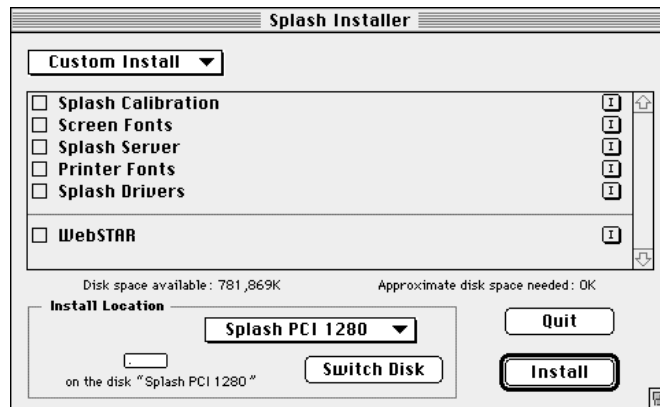 Splash Installer
Custom Install
Splash Calibration
Screen Fonts
Splash Server
Printer Fonts
Splash Drivers
WebSTAR
Disk space available: 781,869K Approximate disk space needed: 0K
Install Location
Splash PCI 1280
Quit
on the disk "Splash PCI 1280"
Switch Disk
Install